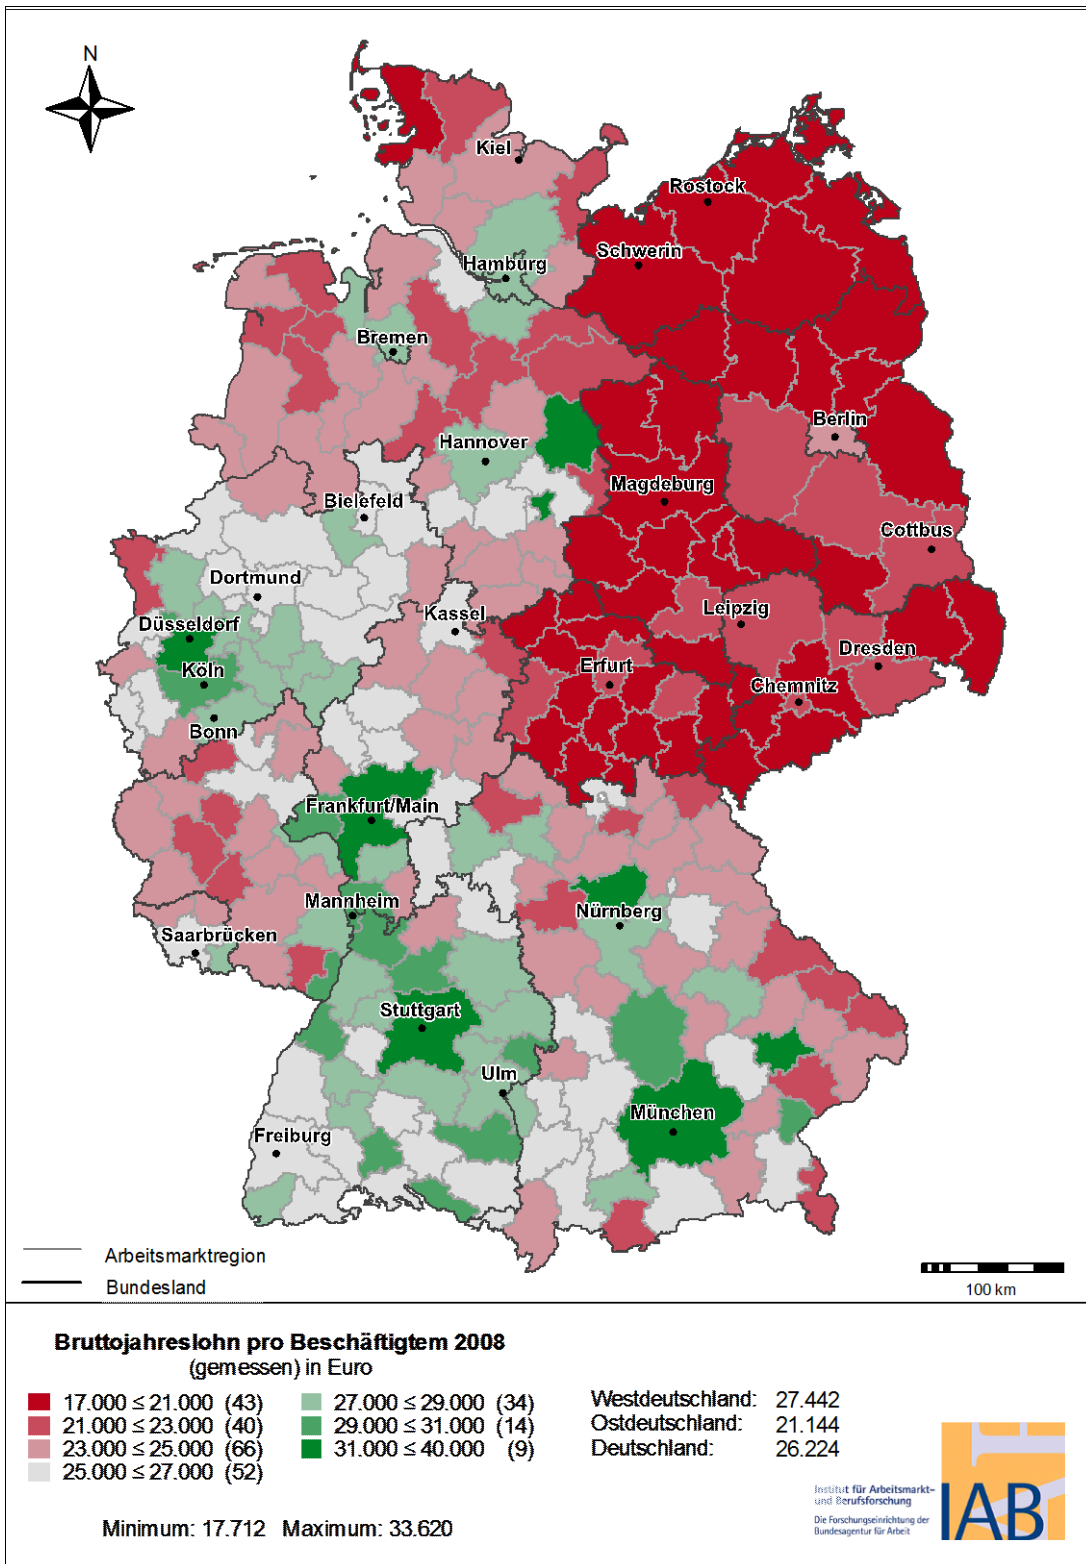 N
Kiel
Rostock
Schwerin
Hamburg
Bremen
Berlin
Hannover
Magdeburg
Bielefeld
Cottbus
Dortmund
Kassel
Leipzig
Düsseldorf
Dresden
Köln
Erfurt
Chemnitz
Bonn
Frankfurt/Main
Mannheim
Nürnberg
Saarbrücken
Stuttgart
Ulm
München
Freiburg
Arbeitsmarktregion
Bundesland
100 km
Bruttojahreslohn pro Beschäftigtem 2008
(gemessen) in Euro
17.000 ≤ 21.000 (43)
21.000 ≤ 23.000 (40)
23.000 ≤ 25.000 (66)
25.000 ≤ 27.000 (52)
27.000 ≤ 29.000 (34)
29.000 ≤ 31.000 (14)
31.000 ≤ 40.000 (9)
Westdeutschland: 27.442
Ostdeutschland: 21.144
Deutschland: 26.224
Minimum: 17.712 Maximum: 33.620
Institut für Arbeitsmarkt-
und Berufsforschung
Die Forschungseinrichtung der
Bundesagentur für Arbeit
IAB